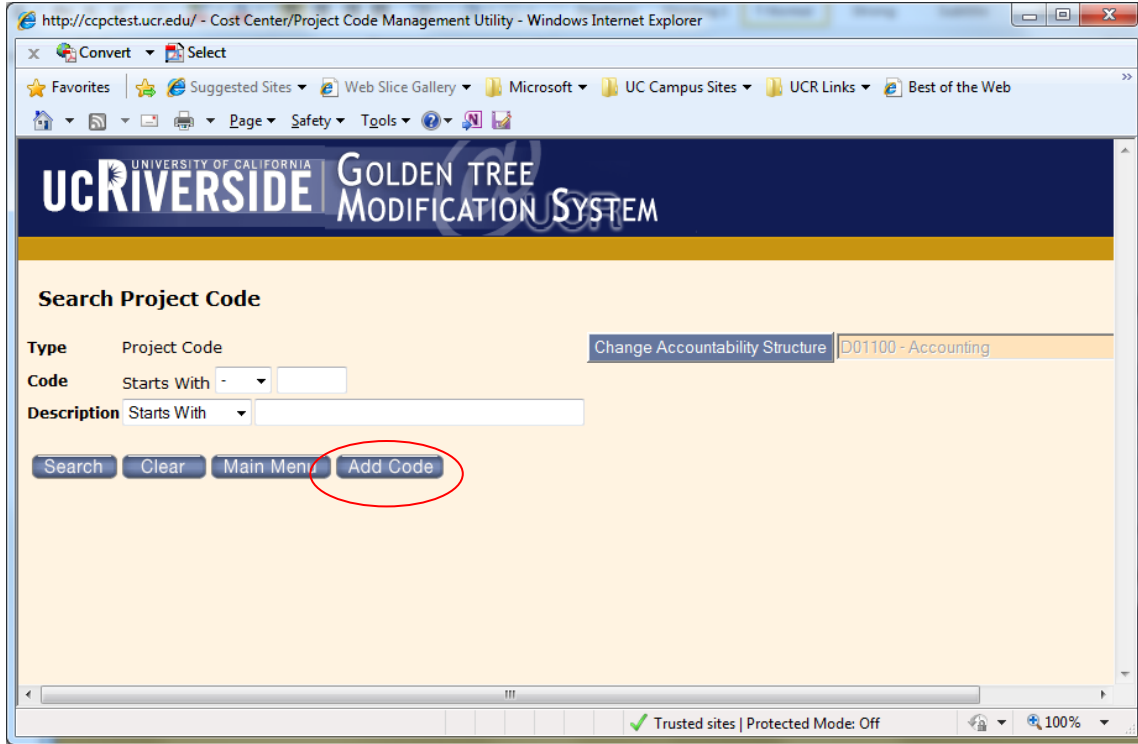 http://ccpctest.ucr.edu/ - Cost Center/Project Code Management Utility - Windows Internet Explorer
x Convert Select
Favorites Suggested Sites Web Slice Gallery Microsoft UC Campus Sites UCR Links Best of the Web »
Page Safety Tools
UNIVERSITY OF CALIFORNIA
UCRIVERSIDE
GOLDEN TREE
MODIFICATION SYSTEM
@UCR
Search Project Code
Type Project Code Change Accountability Structure D01100 - Accounting
Code Starts With -
Description Starts With
Search Clear Main Menu Add Code
Trusted sites | Protected Mode: Off 100%